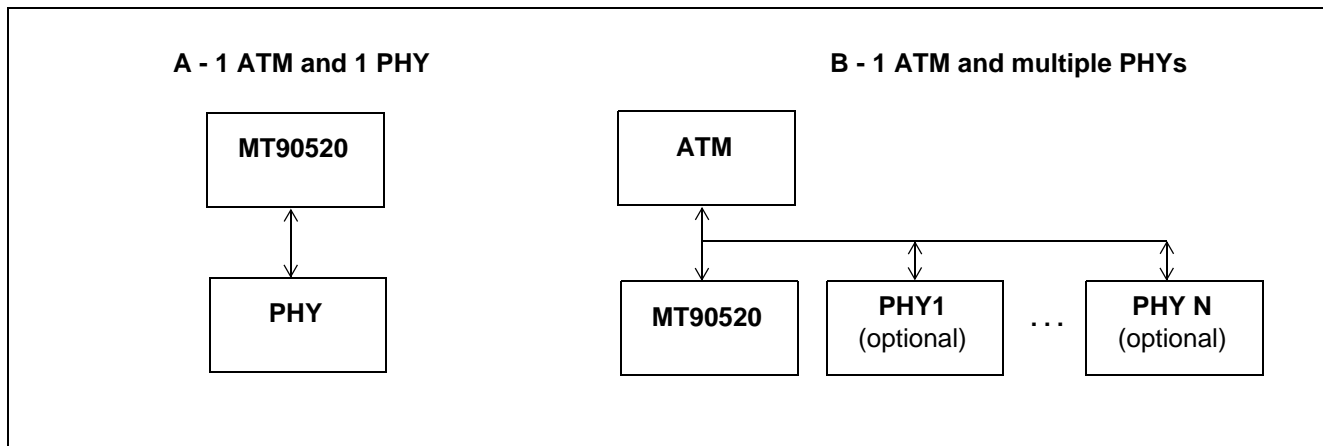 A - 1 ATM and 1 PHY
MT90520
PHY
B - 1 ATM and multiple PHYs
ATM
MT90520
PHY1
(optional)
. . .
PHY N
(optional)